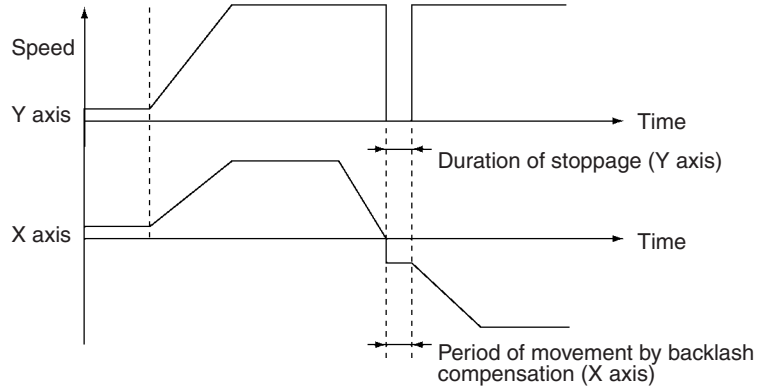 Speed
Y axis
Time
Duration of stoppage (Y axis)
X axis
Time
Period of movement by backlash
compensation (X axis)